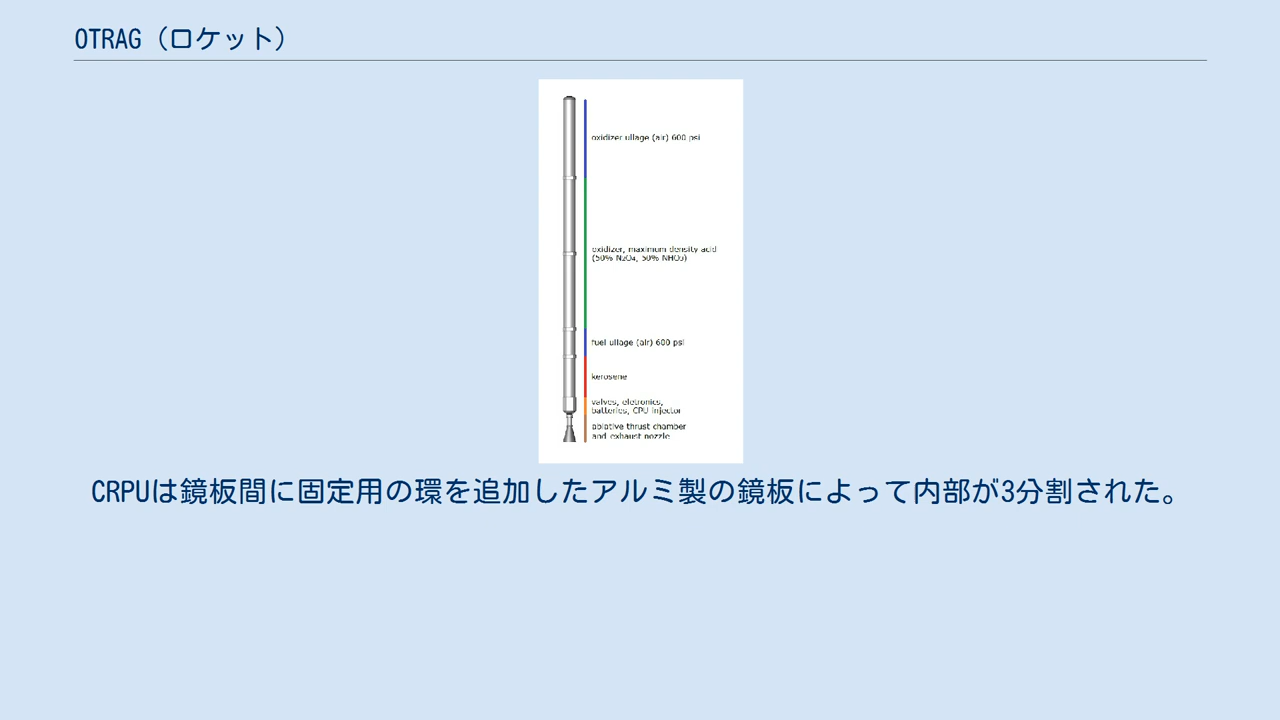 OTRAG（ロケット）
oxidizer ullage (air) 600 psi
oxidizer, maximum density acid
(50% N₂O₄, 50% NHO₃)
fuel ullage (air) 600 psi
kerosene
valves, eletronics,
batteries, CPU injector
ablative thrust chamber
and exhaust nozzle
CRPUは鏡板間に固定用の環を追加したアルミ製の鏡板によって内部が3分割された。